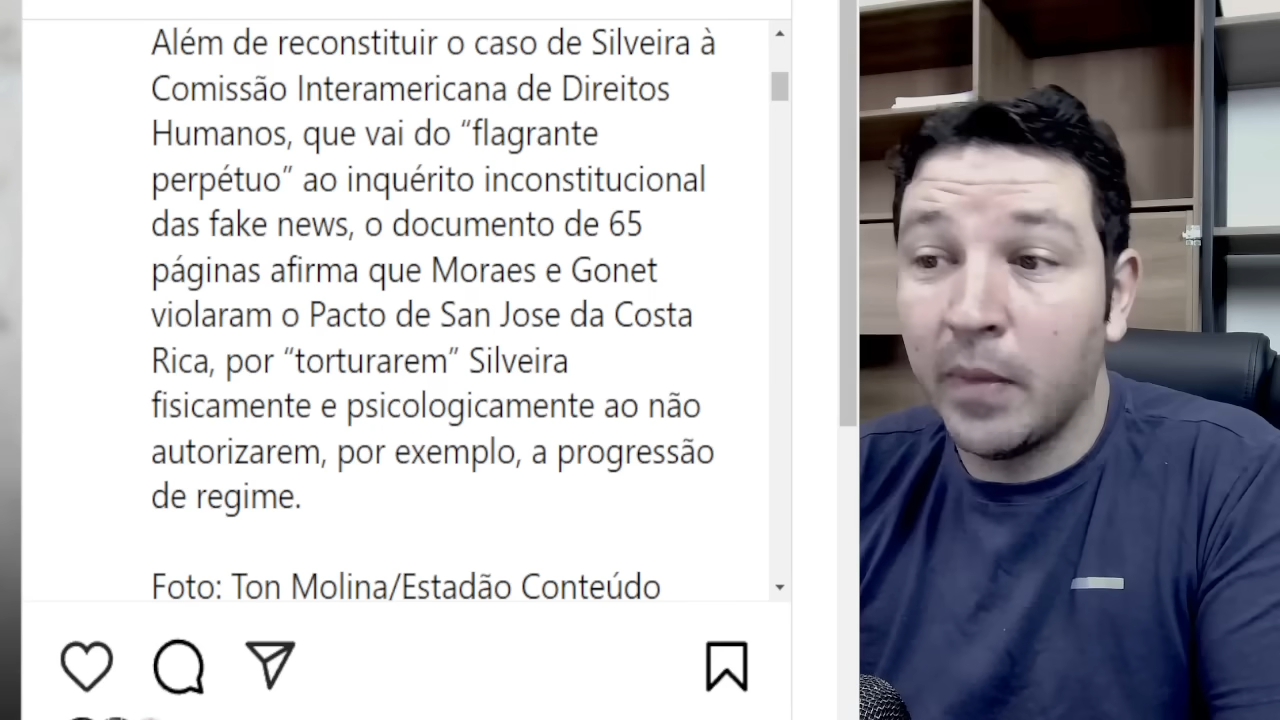 Além de reconstituir o caso de Silveira à
Comissão Interamericana de Direitos
Humanos, que vai do “flagrante
perpétuo” ao inquérito inconstitucional
das fake news, o documento de 65
páginas afirma que Moraes e Gonet
violaram o Pacto de San Jose da Costa
Rica, por “torturarem” Silveira
fisicamente e psicologicamente ao não
autorizarem, por exemplo, a progressão
de regime.
Foto: Ton Molina/Estadão Conteúdo